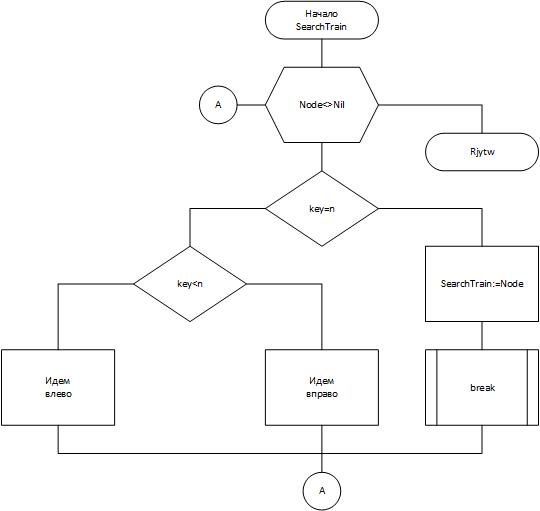 Начало
SearchTrain
A
Node<>Nil
Rjytw
key=n
key<n
SearchTrain:=Node
Идем
влево
Идем
вправо
break
A